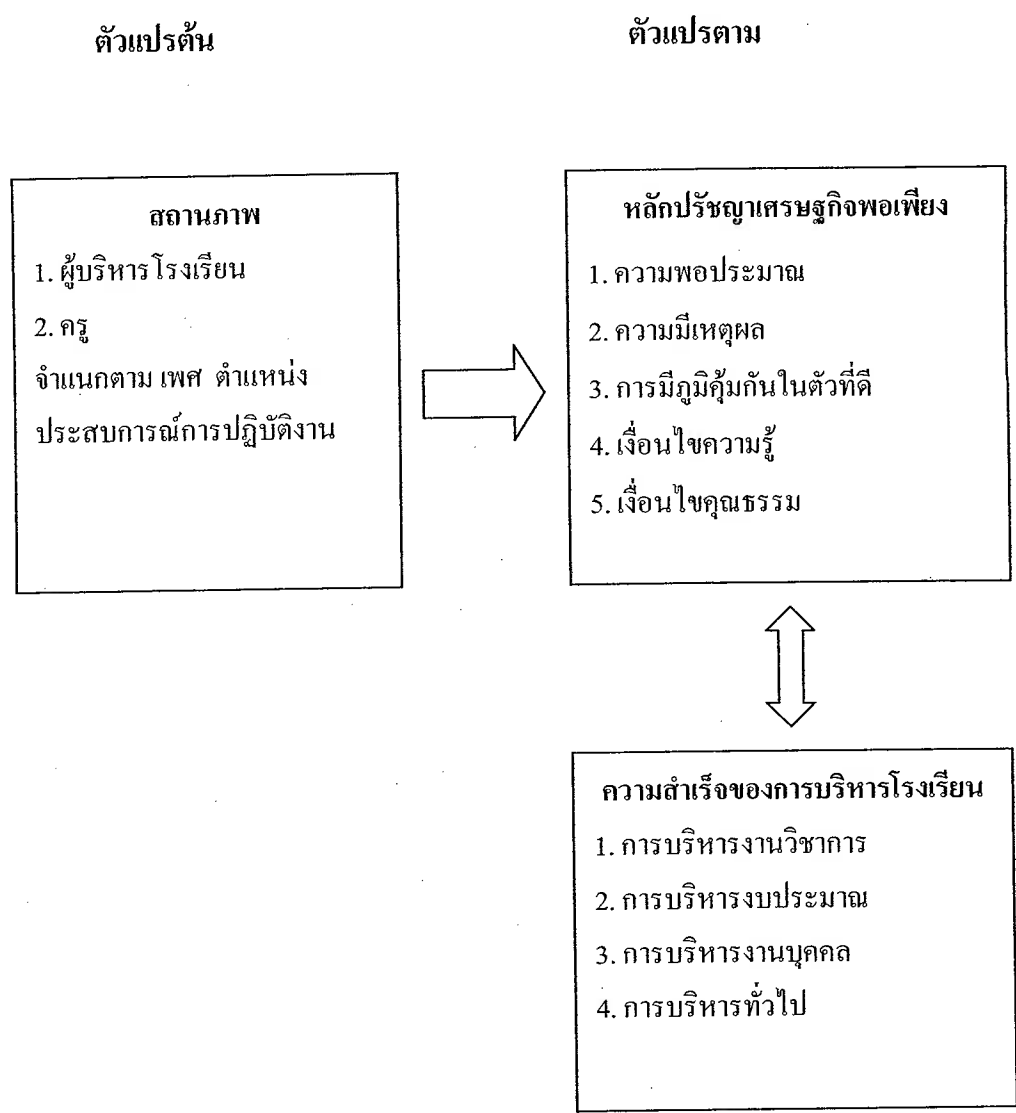 ตัวแปรต้น
ตัวแปรตาม
สถานภาพ
1. ผู้บริหารโรงเรียน
2. ครู
จำแนกตาม เพศ ตำแหน่ง
ประสบการณ์การปฏิบัติงาน
หลักปรัชญาเศรษฐกิจพอเพียง
1. ความพอประมาณ
2. ความมีเหตุผล
3. การมีภูมิคุ้มกันในตัวที่ดี
4. เงื่อนไขความรู้
5. เงื่อนไขคุณธรรม
ความสำเร็จของการบริหารโรงเรียน
1. การบริหารงานวิชาการ
2. การบริหารงบประมาณ
3. การบริหารงานบุคคล
4. การบริหารทั่วไป